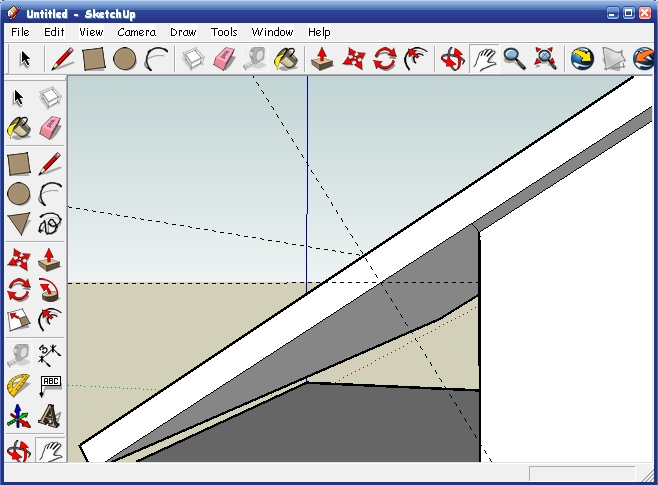 Untitled - SketchUp
File Edit View Camera Draw Tools Window Help
ABC